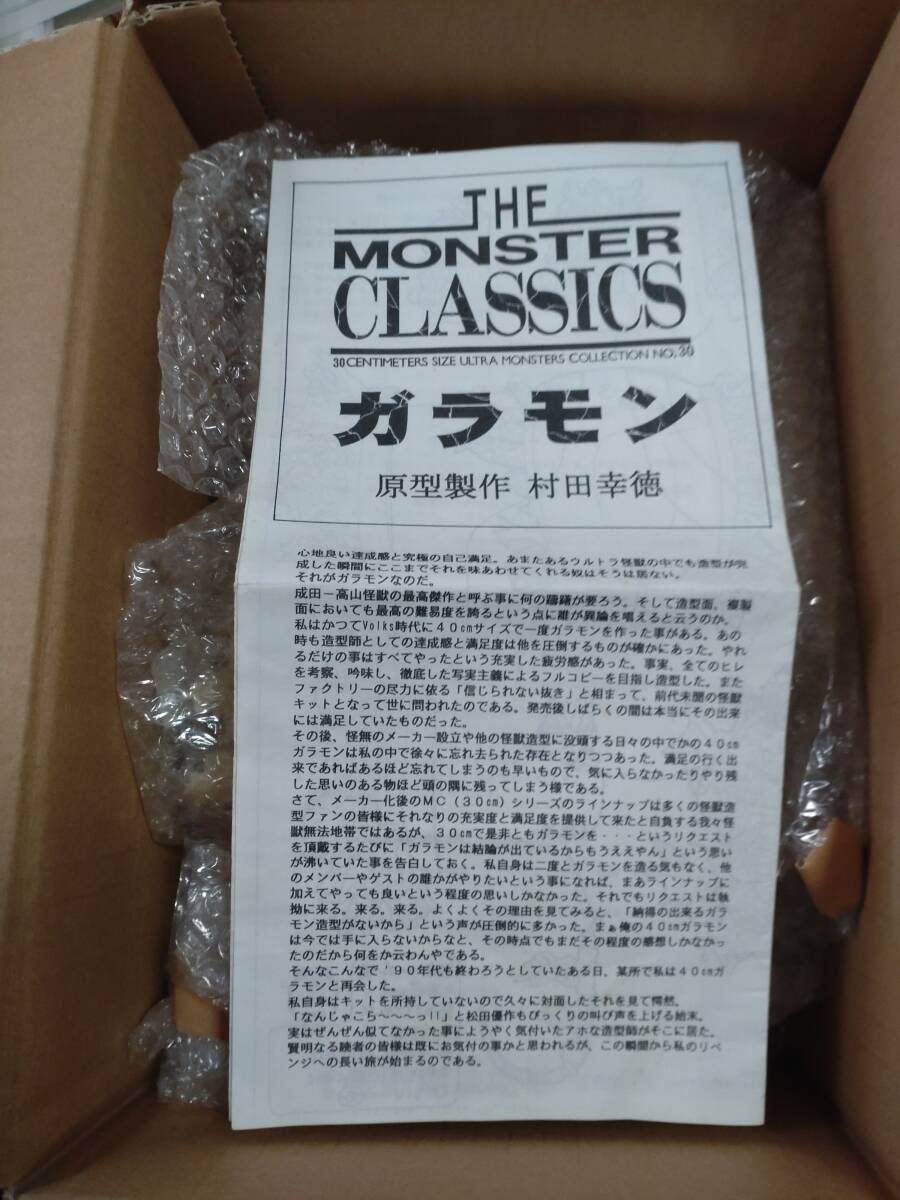 THE
MONSTER
CLASSICS
30CENTIMETERS SIZE ULTRA MONSTERS COLLECTION NO.30
ガラモン
原型製作 村田幸徳
心地良い達成感と究極の自己満足。あまたあるウルトラ怪獣の中でも造型が完
成した瞬間にここまでそれを味あわせてくれる奴はそうは居ない。
それがガラモンなのだ。
成田－高山怪獣の最高傑作と呼ぶ事に何の躊躇が要ろう。そして造型面、複製
面においても最高の難易度を誇るという点に誰が異論を唱えると云うのか。
私はかつてVolks時代に４０cmサイズで一度ガラモンを作った事がある。あの
時も造型師としての達成感と満足度は他を圧倒するものが確かにあった。やれ
るだけの事はすべてやったという充実した疲労感があった。事実、全てのヒレ
を考察、吟味し、徹底した写実主義によるフルコピーを目指し造型した。また
ファクトリーの尽力に依る「信じられない抜き」と相まって、前代未聞の怪獣
キットとなって世に問われたのである。発売後しばらくの間は本当にその出来
には満足していたものだった。
その後、怪無のメーカー設立や他の怪獣造型に没頭する日々の中でかの４０cm
ガラモンは私の中で徐々に忘れ去られた存在となりつつあった。満足の行く出
来であればあるほど忘れてしまうのも早いもので、気に入らなかったりやり残
した思いのある物ほど頭の隅に残ってしまう様である。
さて、メーカー化後のＭＣ（３０㎝）シリーズのラインナップは多くの怪獣造
型ファンの皆様にそれなりの充実度と満足度を提供して来たと自負する我々怪
獣無法地帯ではあるが、３０cmで是非ともガラモンを・・・というリクエスト
を頂戴するたびに「ガラモンは結論が出ているからもうええやん」という思い
が沸いていた事を告白しておく。私自身は二度とガラモンを造る気もなく、他
のメンバーやゲストの誰かがやりたいという事になれば、まあラインナップに
加えてやっても良いという程度の思いしかなかった。それでもリクエストは執
拗に来る。来る。来る。よくよくその理由を見てみると、「納得の出来るガラ
モン造型がないから」という声が圧倒的に多かった。まぁ俺の４０cmガラモン
は今では手に入らないからなと、その時点でもまだその程度の感想しかなかっ
たのだから何をか云わんやである。
そんなこんなで’９０年代も終わろうとしていたある日、某所で私は４０cmガ
ラモンと再会した。
私自身はキットを所持していないので久々に対面したそれを見て愕然。
「なんじゃこら～～～っ!!」と松田優作もびっくりの叫び声を上げる始末。
実はぜんぜん似てなかった事にようやく気付いたアホな造型師がそこに居た。
賢明なる読者の皆様は既にお気付の事かと思われるが、この瞬間から私のリベ
ンジへの長い旅が始まるのである。